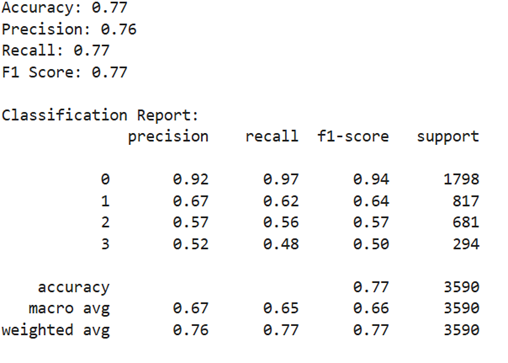 Accuracy: 0.77
Precision: 0.76
Recall: 0.77
F1 Score: 0.77
Classification Report:
precision recall f1-score support
0 0.92 0.97 0.94 1798
1 0.67 0.62 0.64 817
2 0.57 0.56 0.57 681
3 0.52 0.48 0.50 294
accuracy 0.77 3590
macro avg 0.67 0.65 0.66 3590
weighted avg 0.76 0.77 0.77 3590